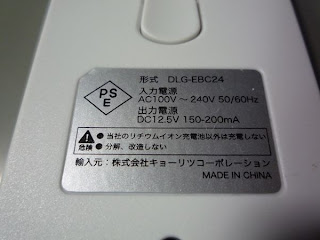 形式 DLG-EBC24
PS
E
入力電源
AC100V～240V 50/60Hz
出力電源
DC12.5V 150-200mA
危険
●当社のリチウムイオン充電池以外は充電しない
●分解、改造しない
輸入元：株式会社キョーリツコーポレーション
MADE IN CHINA